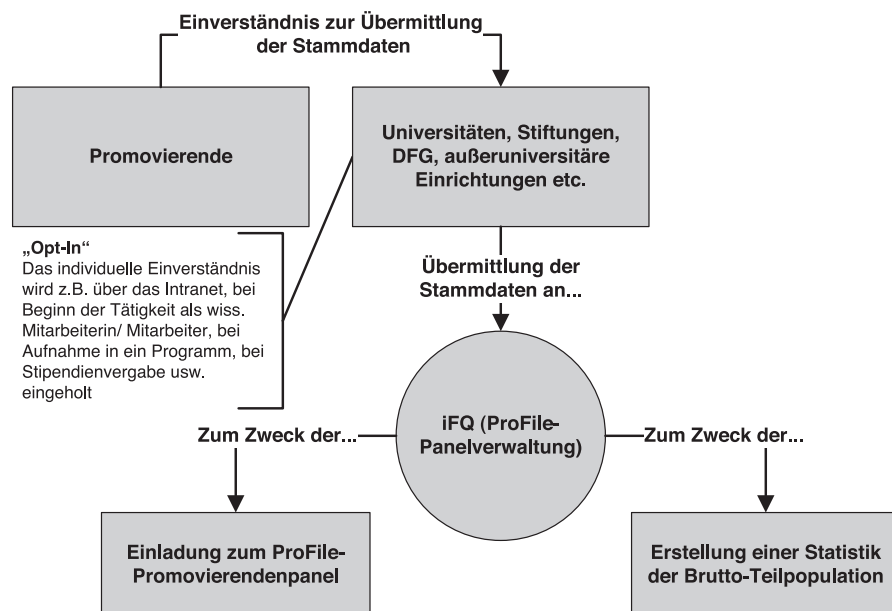 Einverständnis zur Übermittlung
der Stammdaten
Promovierende
Universitäten, Stiftungen,
DFG, außeruniversitäre
Einrichtungen etc.
„Opt-In“
Das individuelle Einverständnis
wird z.B. über das Intranet, bei
Beginn der Tätigkeit als wiss.
Mitarbeiterin/ Mitarbeiter, bei
Aufnahme in ein Programm, bei
Stipendienvergabe usw.
eingeholt
Übermittlung der
Stammdaten an...
iFQ (ProFile-
Panelverwaltung)
Zum Zweck der...
Zum Zweck der...
Einladung zum ProFile-
Promovierendenpanel
Erstellung einer Statistik
der Brutto-Teilpopulation